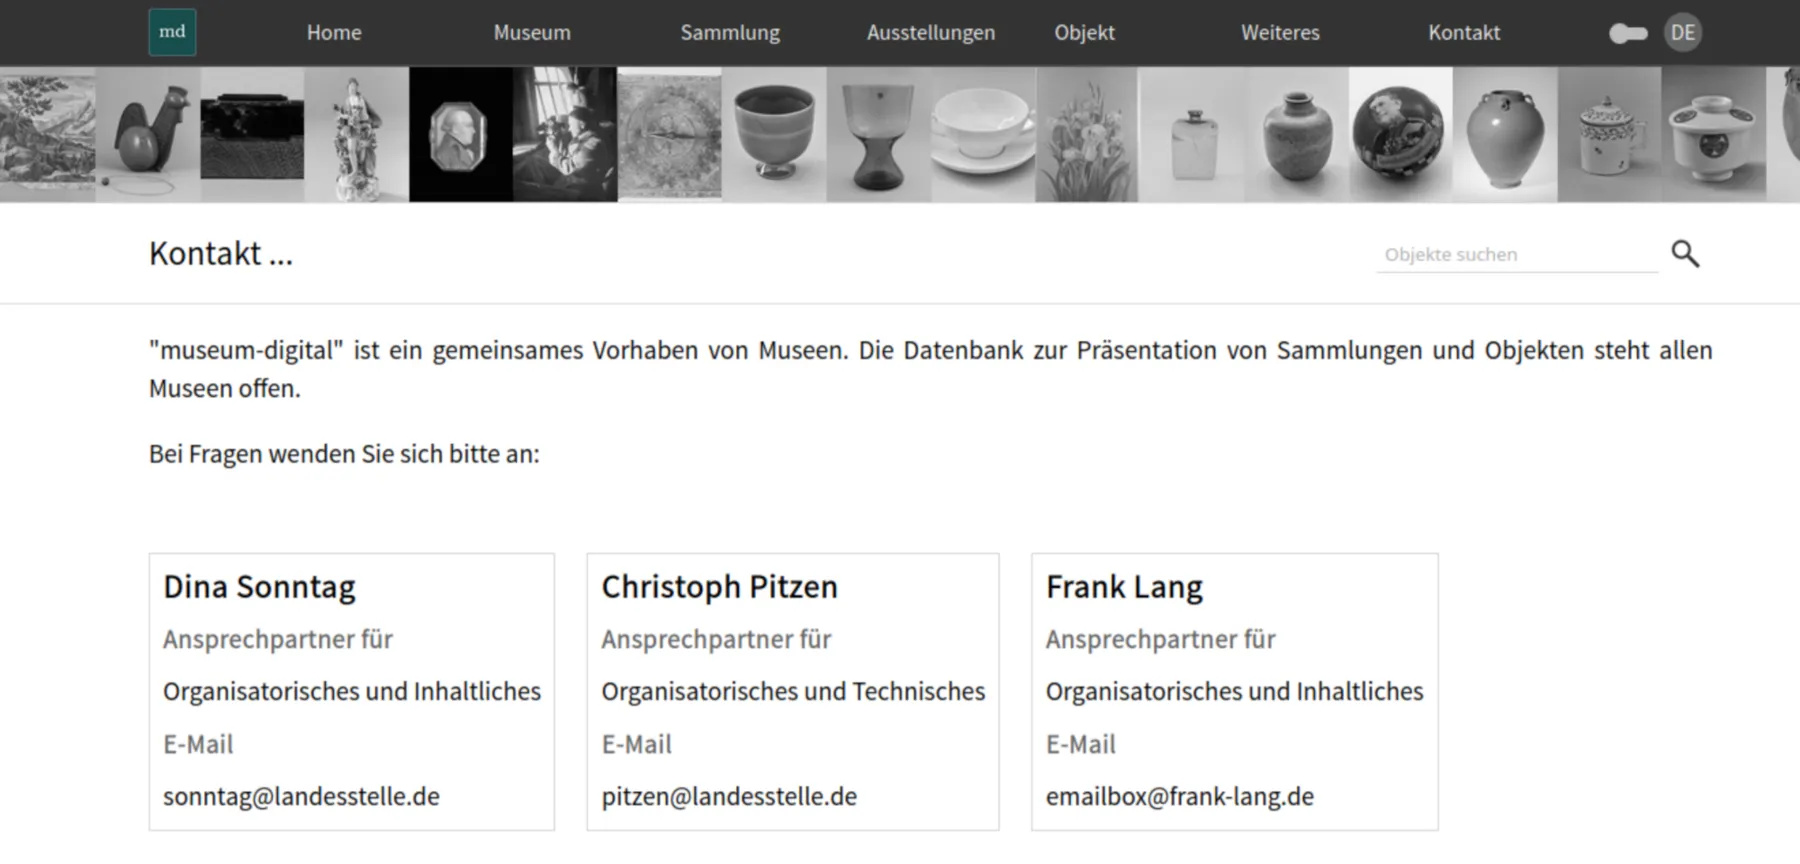 md
Home
Museum
Sammlung
Ausstellungen
Objekt
Weiteres
Kontakt
DE
Kontakt ...
Objekte suchen
"museum-digital" ist ein gemeinsames Vorhaben von Museen. Die Datenbank zur Präsentation von Sammlungen und Objekten steht allen
Museen offen.
Bei Fragen wenden Sie sich bitte an:
Dina Sonntag
Ansprechpartner für
Organisatorisches und Inhaltliches
E-Mail
sonntag@landesstelle.de
Christoph Pitzen
Ansprechpartner für
Organisatorisches und Technisches
E-Mail
pitzen@landesstelle.de
Frank Lang
Ansprechpartner für
Organisatorisches und Inhaltliches
E-Mail
emailbox@frank-lang.de